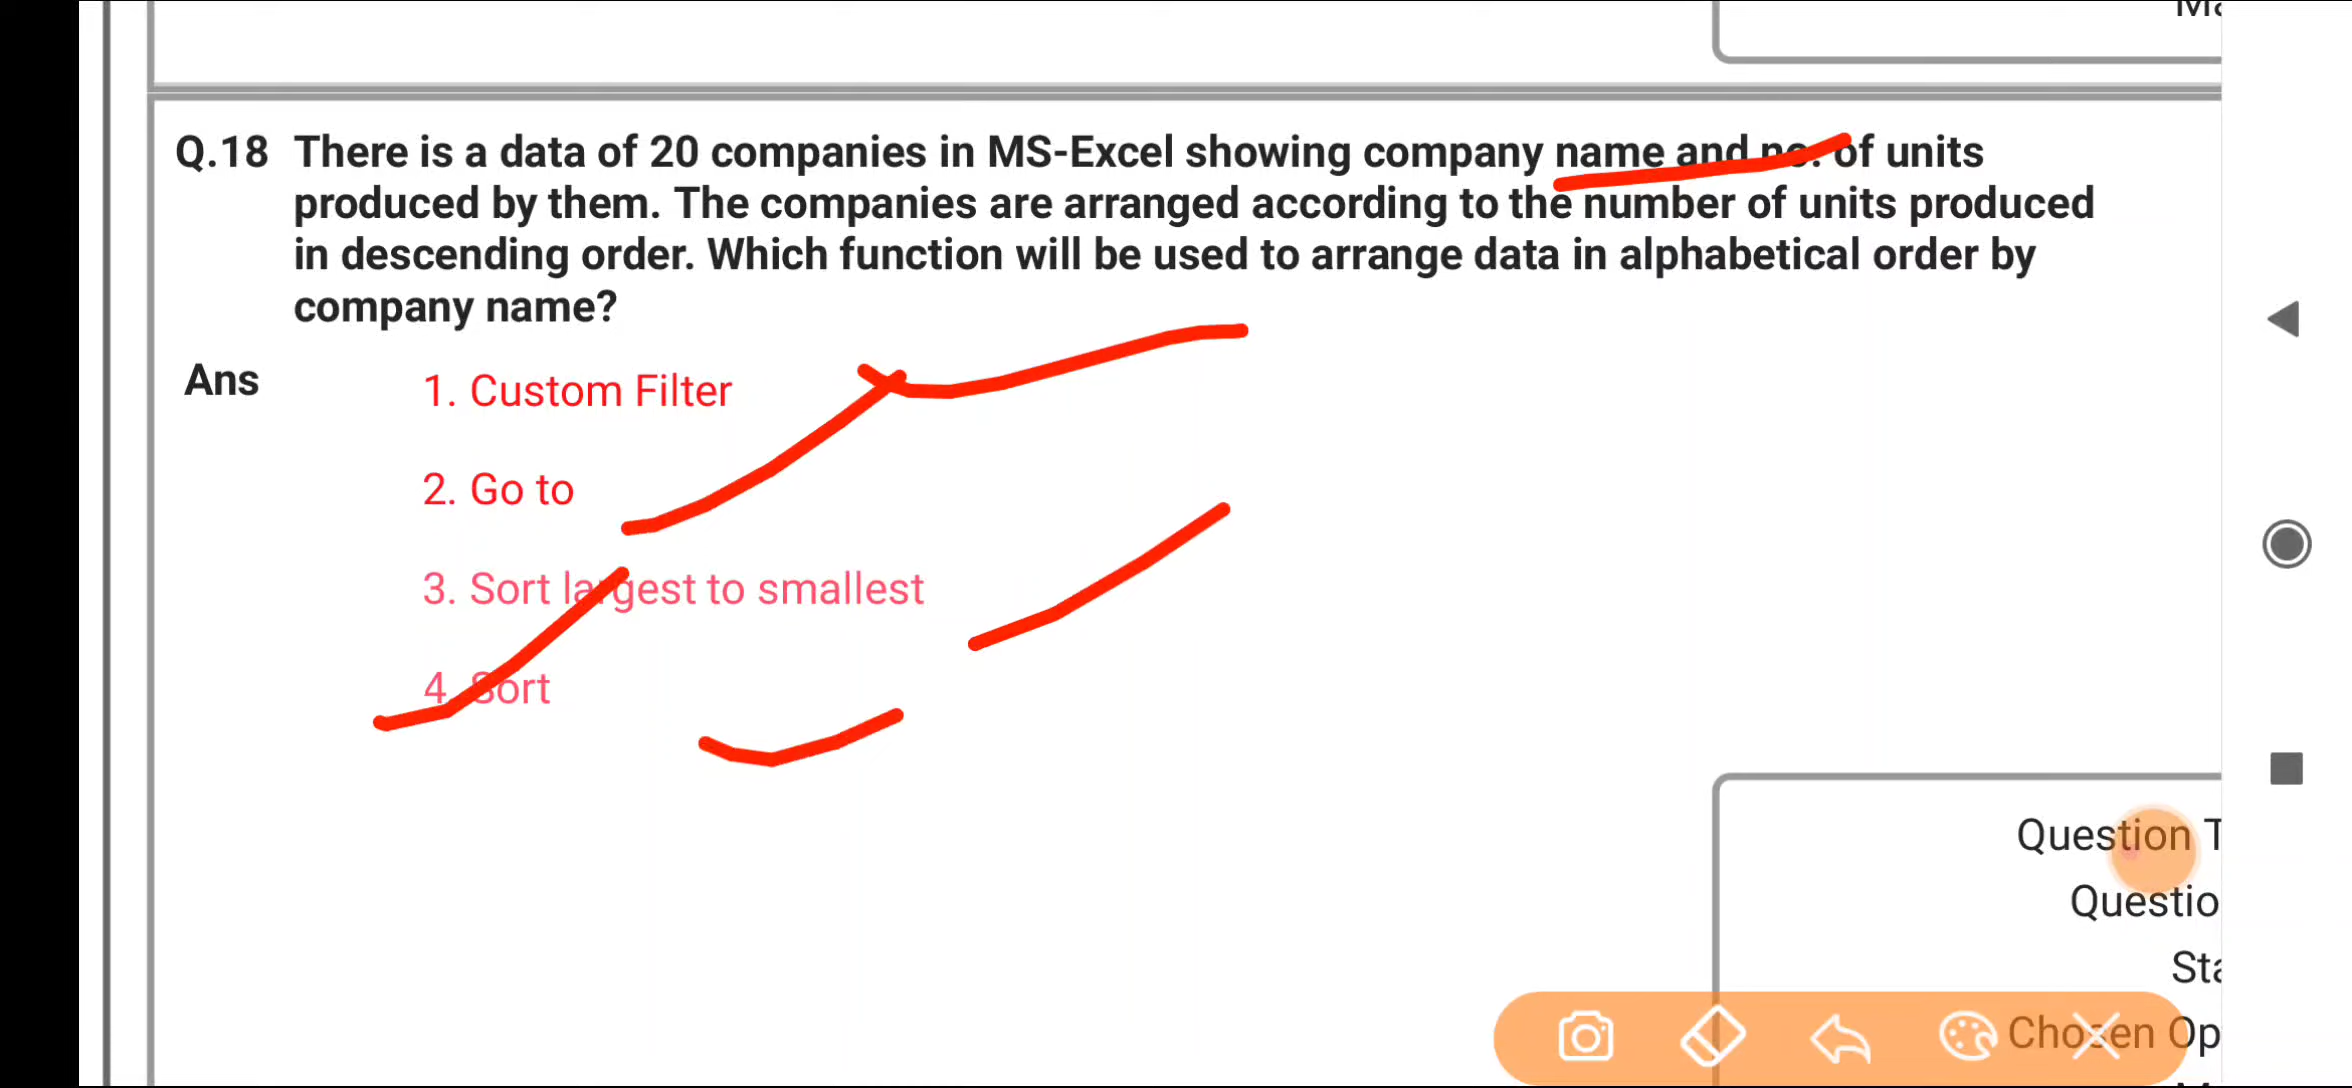 Q.18 There is a data of 20 companies in MS-Excel showing company name and no. of units
produced by them. The companies are arranged according to the number of units produced
in descending order. Which function will be used to arrange data in alphabetical order by
company name?
Ans
1. Custom Filter
2. Go to
3. Sort largest to smallest
4. Sort
Question T
Questio
Sta
Chosen Op